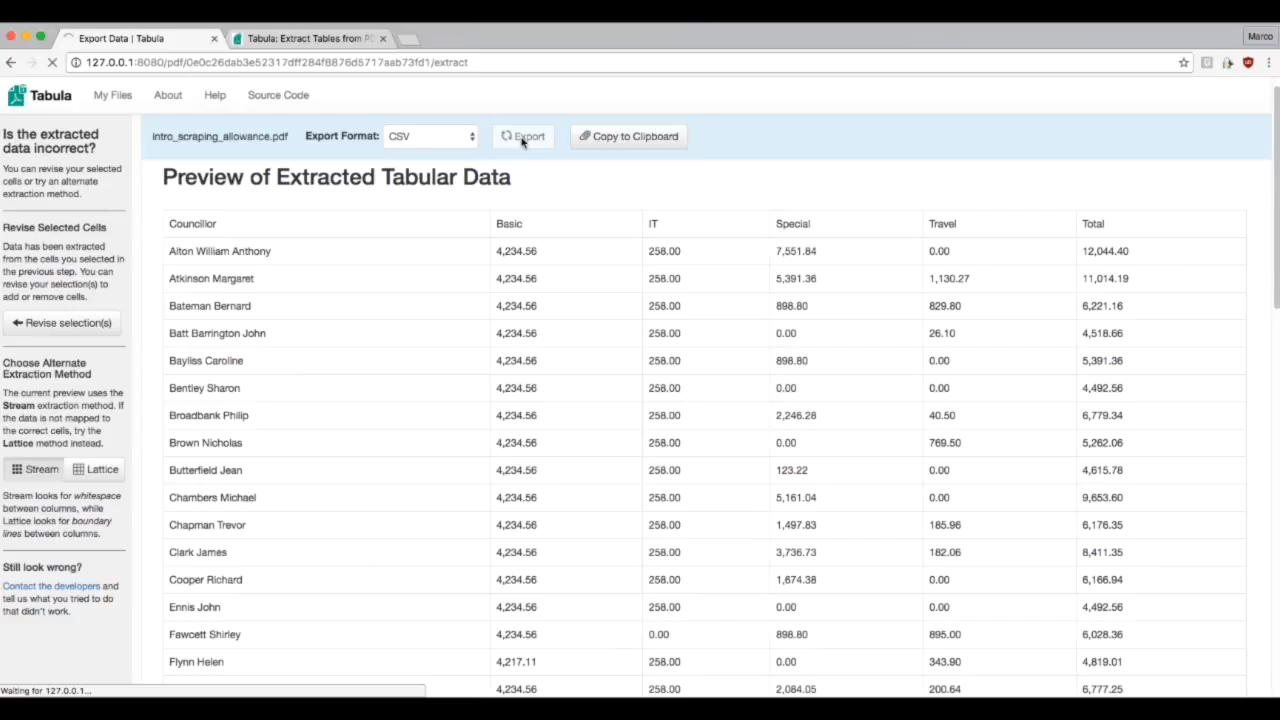 Export Data | Tabula
Tabula: Extract Tables from PD
Marco
127.0.0.1:8080/pdf/0e0c26dab3e52317dff284f8876d5717aab73fd1/extract
Tabula My Files About Help Source Code
Is the extracted
data incorrect?
You can revise your selected
cells or try an alternate
extraction method.
Revise Selected Cells
Data has been extracted
from the cells you selected in
the previous step. You can
revise your selection(s) to
add or remove cells.
Revise selection(s)
Choose Alternate
Extraction Method
The current preview uses the
Stream extraction method. If
the data is not mapped to
the correct cells, try the
Lattice method instead.
Stream Lattice
Stream looks for whitespace
between columns, while
Lattice looks for boundary
lines between columns.
Still look wrong?
Contact the developers and
tell us what you tried to do
that didn't work.
intro_scraping_allowance.pdf Export Format: CSV Export Copy to Clipboard
Preview of Extracted Tabular Data
Councillor Basic IT Special Travel Total
Alton William Anthony 4,234.56 258.00 7,551.84 0.00 12,044.40
Atkinson Margaret 4,234.56 258.00 5,391.36 1,130.27 11,014.19
Bateman Bernard 4,234.56 258.00 898.80 829.80 6,221.16
Batt Barrington John 4,234.56 258.00 0.00 26.10 4,518.66
Bayliss Caroline 4,234.56 258.00 898.80 0.00 5,391.36
Bentley Sharon 4,234.56 258.00 0.00 0.00 4,492.56
Broadbank Philip 4,234.56 258.00 2,246.28 40.50 6,779.34
Brown Nicholas 4,234.56 258.00 0.00 769.50 5,262.06
Butterfield Jean 4,234.56 258.00 123.22 0.00 4,615.78
Chambers Michael 4,234.56 258.00 5,161.04 0.00 9,653.60
Chapman Trevor 4,234.56 258.00 1,497.83 185.96 6,176.35
Clark James 4,234.56 258.00 3,736.73 182.06 8,411.35
Cooper Richard 4,234.56 258.00 1,674.38 0.00 6,166.94
Ennis John 4,234.56 258.00 0.00 0.00 4,492.56
Fawcett Shirley 4,234.56 0.00 898.80 895.00 6,028.36
Flynn Helen 4,217.11 258.00 0.00 343.90 4,819.01
4,234.56 258.00 2,084.05 200.64 6,777.25
Waiting for 127.0.0.1...